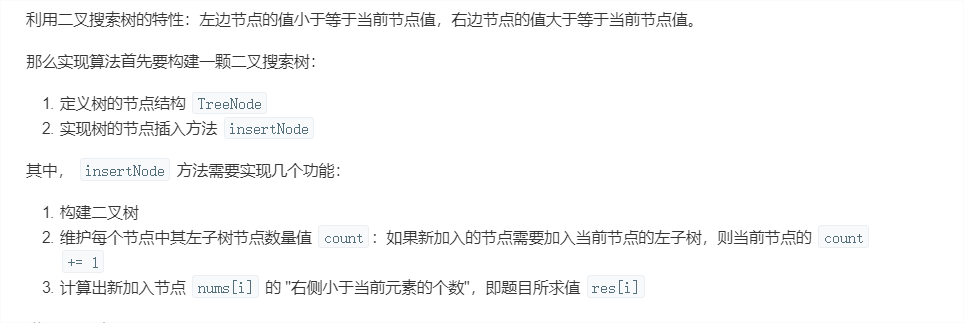 利用二叉搜索树的特性：左边节点的值小于等于当前节点值，右边节点的值大于等于当前节点值。
那么实现算法首先要构建一颗二叉搜索树：
1. 定义树的节点结构 TreeNode
2. 实现树的节点插入方法 insertNode
其中， insertNode 方法需要实现几个功能：
1. 构建二叉树
2. 维护每个节点中其左子树节点数量值 count ：如果新加入的节点需要加入当前节点的左子树，则当前节点的 count
+= 1
3. 计算出新加入节点 nums[i] 的 "右侧小于当前元素的个数"，即题目所求值 res[i]